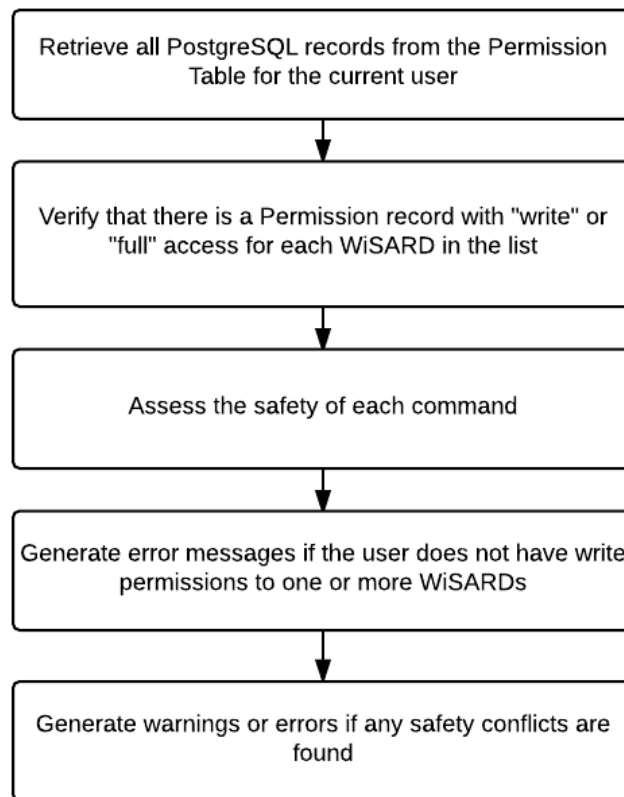 Retrieve all PostgreSQL records from the Permission
Table for the current user
Verify that there is a Permission record with "write" or
"full" access for each WiSARD in the list
Assess the safety of each command
Generate error messages if the user does not have write
permissions to one or more WiSARDs
Generate warnings or errors if any safety conflicts are
found